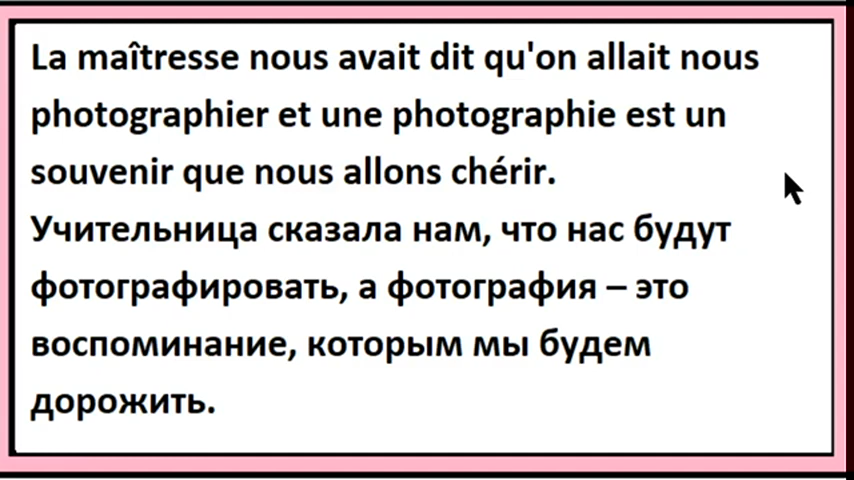 La maîtresse nous avait dit qu'on allait nous
photographier et une photographie est un
souvenir que nous allons chérir.
Учительница сказала нам, что нас будут
фотографировать, а фотография – это
воспоминание, которым мы будем
дорожить.